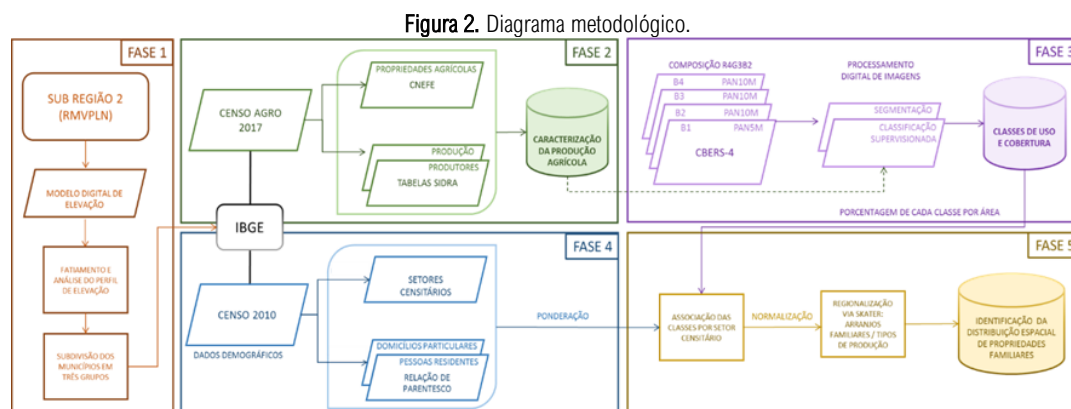 Figura 2. Diagrama metodológico.
FASE 1
SUB REGIÃO 2
(RMVPLN)
MODELO DIGITAL DE
ELEVAÇÃO
FATIAMENTO E
ANÁLISE DO PERFIL
DE ELEVAÇÃO
SUBDIVISÃO DOS
MUNICÍPIOS EM
TRÊS GRUPOS
FASE 2
CENSO AGRO
2017
PROPRIEDADES AGRÍCOLAS
CNEFE
PRODUÇÃO
PRODUTORES
TABELAS SIDRA
CARACTERIZAÇÃO
DA PRODUÇÃO
AGRÍCOLA
IBGE
FASE 3
COMPOSIÇÃO R4G3B2
B4 PAN10M
B3 PAN10M
B2 PAN10M
B1 PAN5M
CBERS-4
PROCESSAMENTO
DIGITAL DE IMAGENS
SEGMENTAÇÃO
CLASSIFICAÇÃO
SUPERVISIONADA
CLASSES DE USO
E COBERTURA
PORCENTAGEM DE CADA CLASSE POR ÁREA
FASE 4
CENSO 2010
DADOS DEMOGRÁFICOS
SETORES
CENSITÁRIOS
DOMICÍLIOS PARTICULARES
PESSOAS RESIDENTES
RELAÇÃO DE
PARENTESCO
PONDERAÇÃO
FASE 5
ASSOCIAÇÃO DAS
CLASSES POR SETOR
CENSITÁRIO
NORMALIZAÇÃO
REGIONALIZAÇÃO
VIA SKATER:
ARRANJOS
FAMILIARES / TIPOS
DE PRODUÇÃO
IDENTIFICAÇÃO DA
DISTRIBUIÇÃO ESPACIAL
DE PROPRIEDADES
FAMILIARES